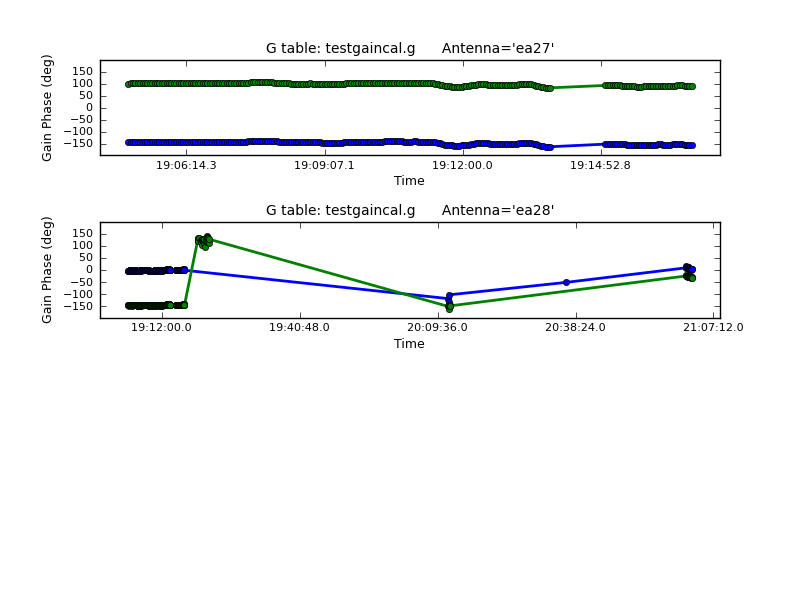 G table: testgaincal.g Antenna='ea27'
Gain Phase (deg)
150
100
50
0
−50
−100
−150
19:06:14.3 19:09:07.1 19:12:00.0 19:14:52.8
Time
G table: testgaincal.g Antenna='ea28'
Gain Phase (deg)
150
100
50
0
−50
−100
−150
19:12:00.0 19:40:48.0 20:09:36.0 20:38:24.0 21:07:12.0
Time